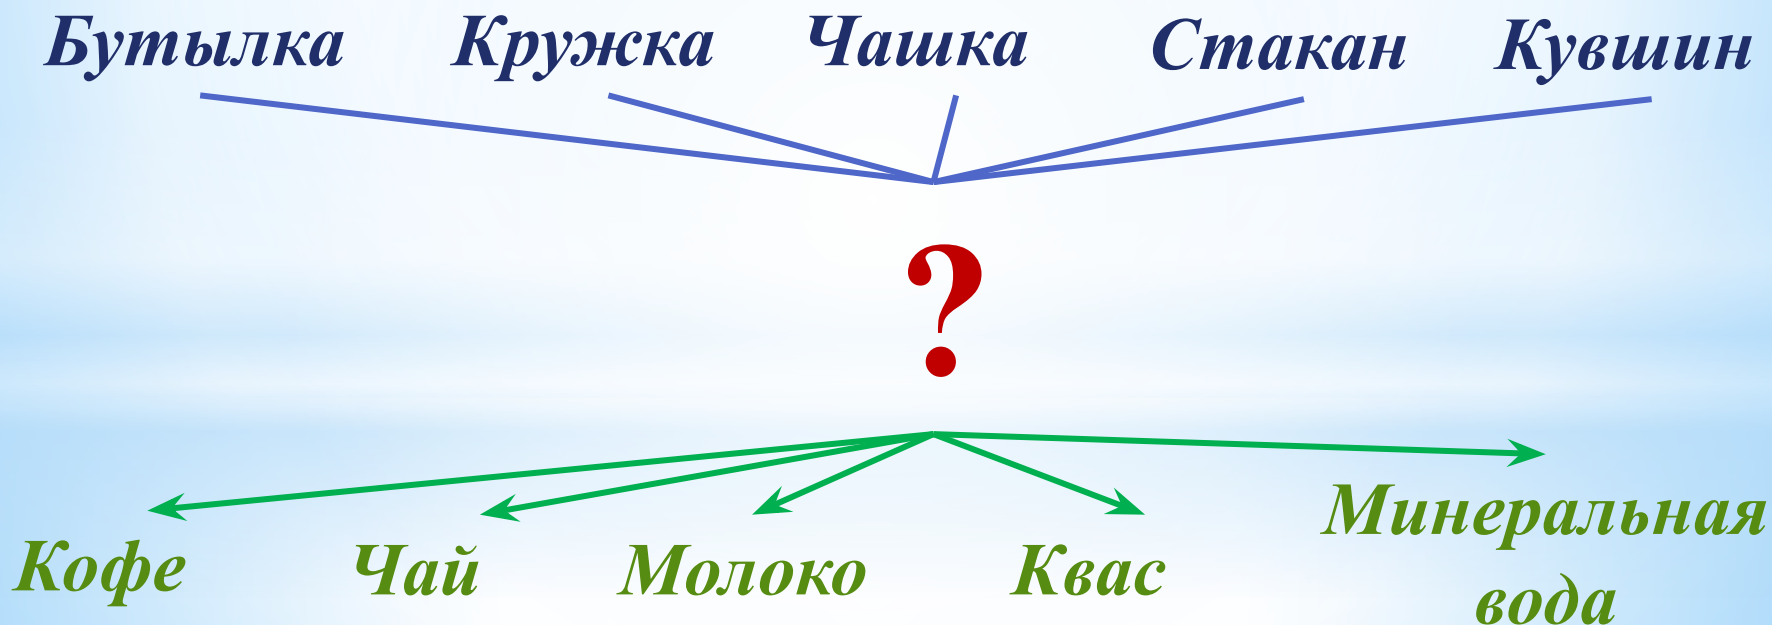 Бутылка Кружка Чашка Стакан Кувшин
?
Минеральная
Кофе Чай Молоко Квас
вода